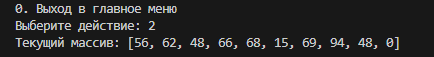 0. Выход в главное меню
Выберите действие: 2
Текущий массив: [56, 62, 48, 66, 68, 15, 69, 94, 48, 0]